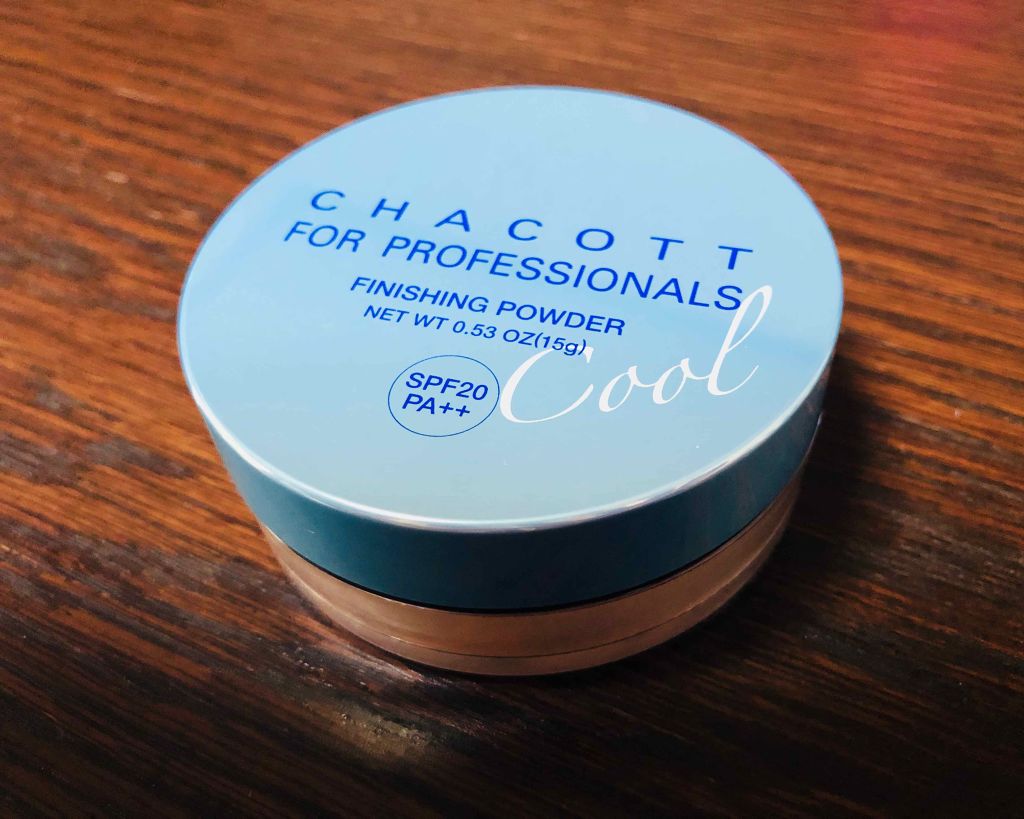 CHACOTT
FOR PROFESSIONALS
FINISHING POWDER
NET WT 0.53 OZ(15g)
Cool
SPF20
PA++